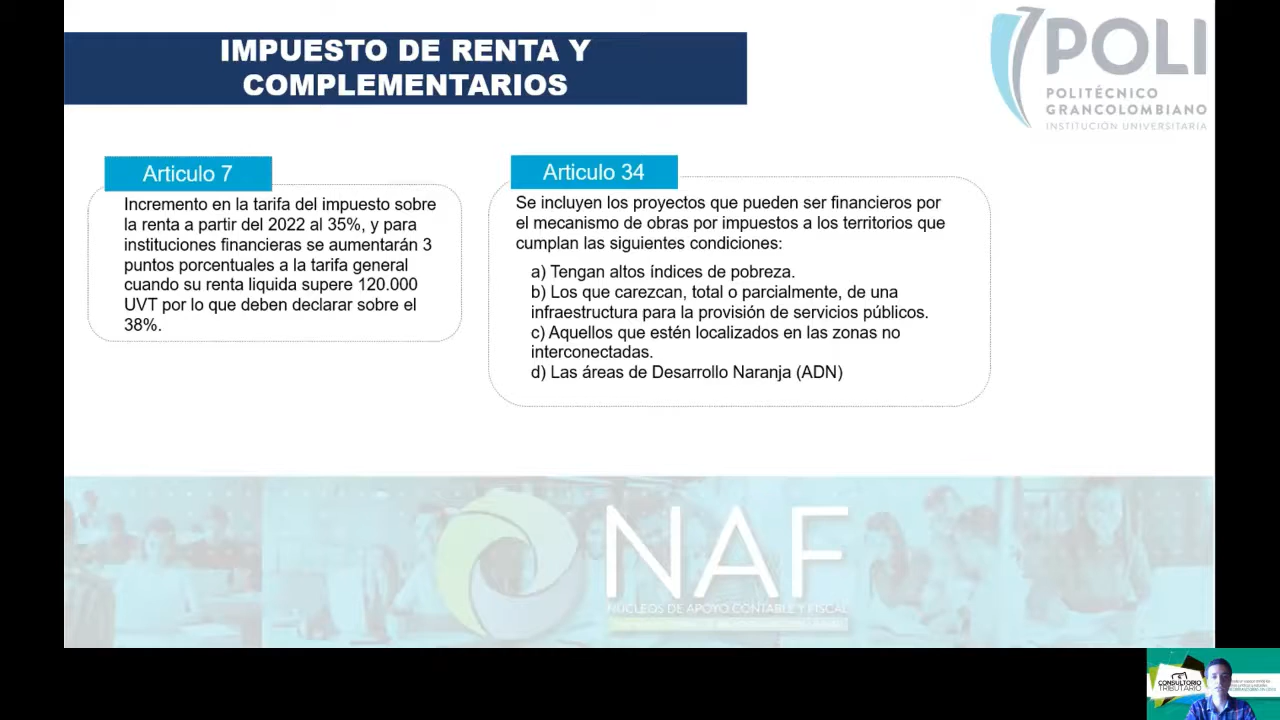 IMPUESTO DE RENTA Y
COMPLEMENTARIOS
POLI
POLITÉCNICO
GRANCOLOMBIANO
INSTITUCIÓN UNIVERSITARIA
Articulo 7
Incremento en la tarifa del impuesto sobre
la renta a partir del 2022 al 35%, y para
instituciones financieras se aumentarán 3
puntos porcentuales a la tarifa general
cuando su renta liquida supere 120.000
UVT por lo que deben declarar sobre el
38%.
Articulo 34
Se incluyen los proyectos que pueden ser financieros por
el mecanismo de obras por impuestos a los territorios que
cumplan las siguientes condiciones:
a) Tengan altos índices de pobreza.
b) Los que carezcan, total o parcialmente, de una
infraestructura para la provisión de servicios públicos.
c) Aquellos que estén localizados en las zonas no
interconectadas.
d) Las áreas de Desarrollo Naranja (ADN)
NAF
NÚCLEOS DE APOYO CONTABLE Y FISCAL
CONSULTORIO
TRIBUTARIO